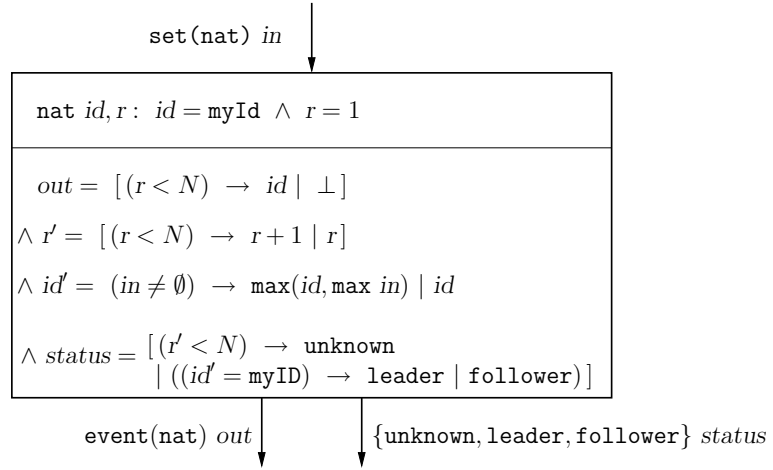 set(nat) in
nat id, r : id = myId ∧ r = 1
out = [ (r < N) → id | ⊥ ]
∧ r′ = [ (r < N) → r + 1 | r ]
∧ id′ = (in ≠ ∅) → max(id, max in) | id
∧ status = [ (r′ < N) → unknown
| ((id′ = myID) → leader | follower) ]
event(nat) out
{unknown, leader, follower} status